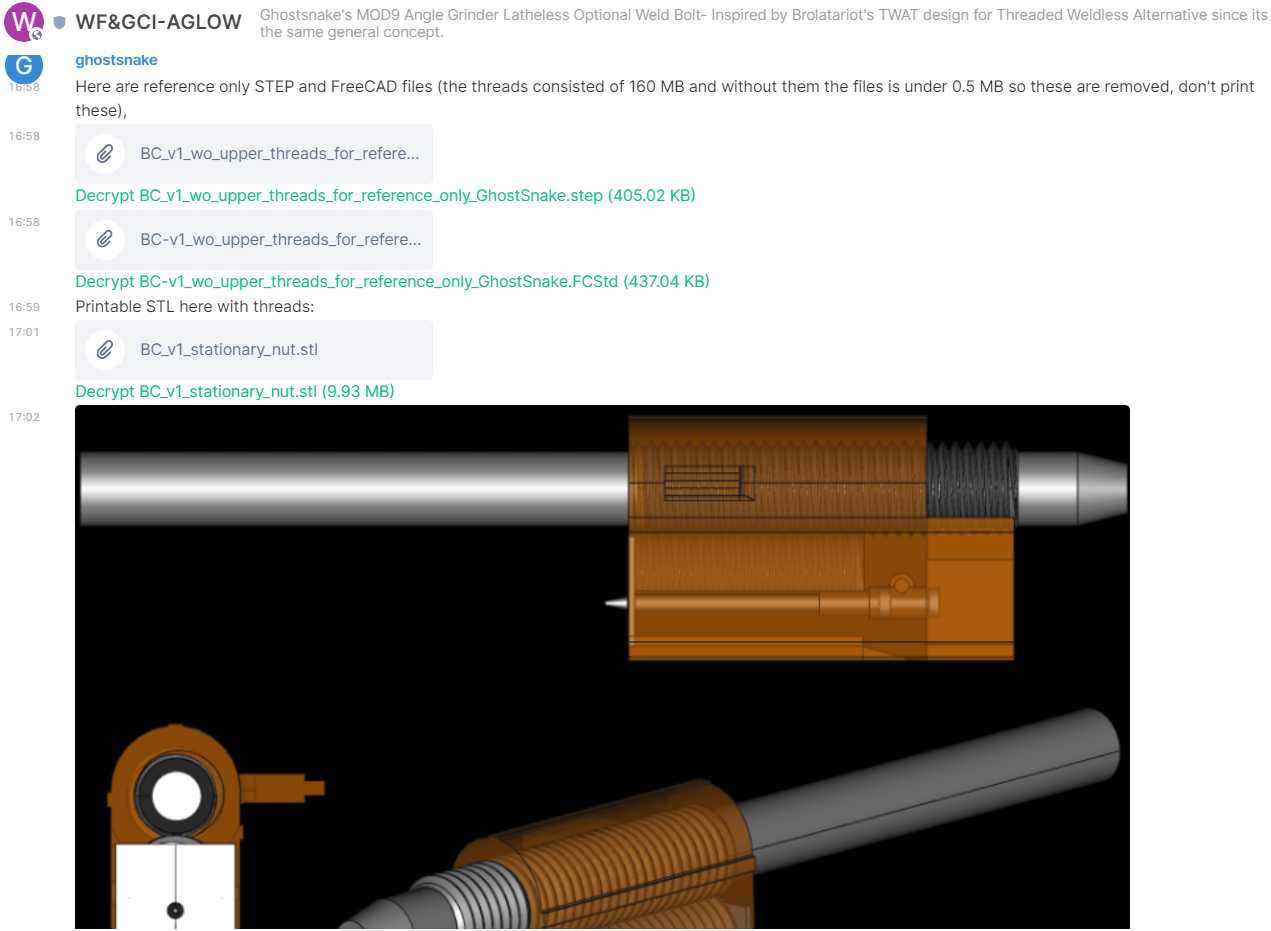 W
WF&GCI-AGLOW
Ghostsnake's MOD9 Angle Grinder Latheless Optional Weld Bolt- Inspired by Brolatariot's TWAT design for Threaded Weldless Alternative since its
the same general concept.
G
ghostsnake
16:58
Here are reference only STEP and FreeCAD files (the threads consisted of 160 MB and without them the files is under 0.5 MB so these are removed, don't print
these),
16:58
BC_v1_wo_upper_threads_for_refere...
Decrypt BC_v1_wo_upper_threads_for_reference_only_GhostSnake.step (405.02 KB)
16:58
BC-v1_wo_upper_threads_for_refere...
Decrypt BC-v1_wo_upper_threads_for_reference_only_GhostSnake.FCStd (437.04 KB)
16:59
Printable STL here with threads:
17:01
BC_v1_stationary_nut.stl
Decrypt BC_v1_stationary_nut.stl (9.93 MB)
17:02